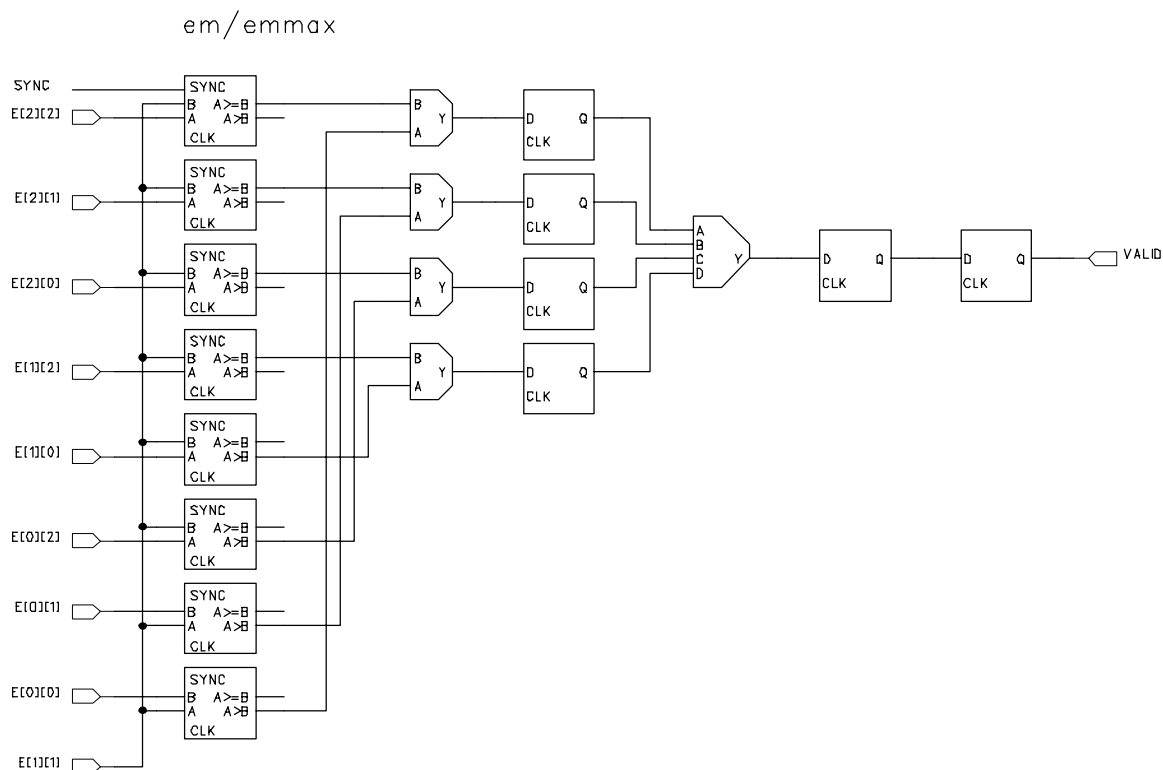 em/emmax
SYNC
SYNC
B A>=B
A A>B
CLK
E[2][2]
B
A
Y
D Q
CLK
SYNC
B A>=B
A A>B
CLK
E[2][1]
B
A
Y
D Q
CLK
A
B
C
D
Y
D Q
CLK
D Q
CLK
VALID
SYNC
B A>=B
A A>B
CLK
E[2][0]
B
A
Y
D Q
CLK
SYNC
B A>=B
A A>B
CLK
E[1][2]
B
A
Y
D Q
CLK
SYNC
B A>=B
A A>B
CLK
E[1][0]
SYNC
B A>=B
A A>B
CLK
E[0][2]
SYNC
B A>=B
A A>B
CLK
E[0][1]
SYNC
B A>=B
A A>B
CLK
E[0][0]
E[1][1]